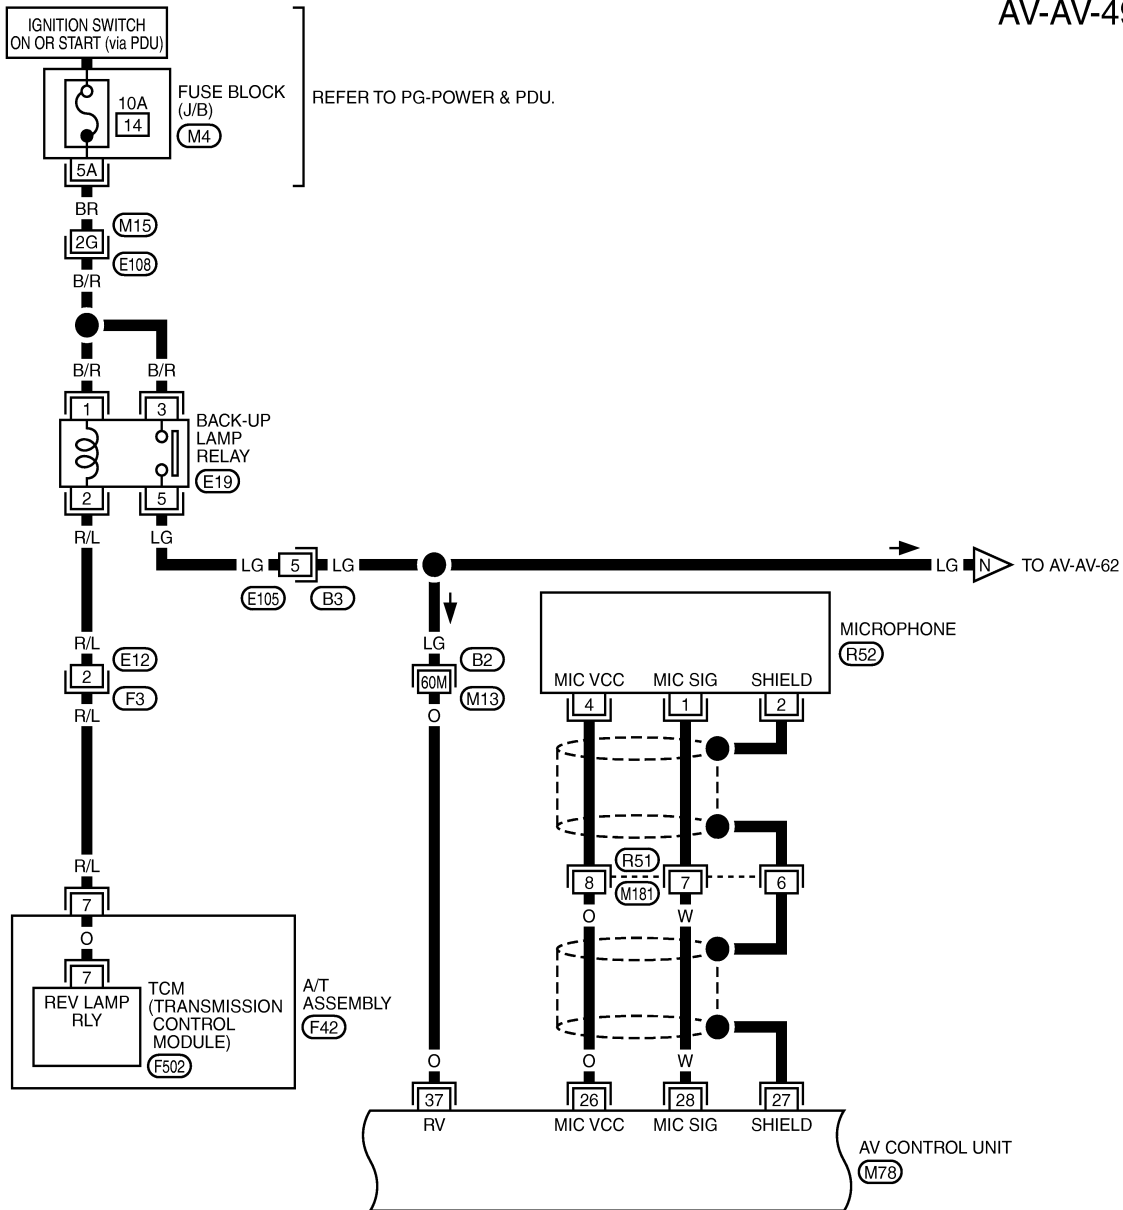 AV-AV-49
IGNITION SWITCH
ON OR START (via PDU)
10A
14
FUSE BLOCK
(J/B)
M4
REFER TO PG-POWER & PDU.
5A
BR
M15
2G
E108
B/R
B/R
B/R
1
3
BACK-UP
LAMP
RELAY
E19
2
5
R/L
LG
LG
5
LG
E105
B3
LG
N
TO AV-AV-62
R/L
E12
2
F3
R/L
LG
B2
60M
M13
O
MICROPHONE
R52
MIC VCC
MIC SIG
SHIELD
4
1
2
R51
8
7
6
M181
O
W
R/L
7
O
7
REV LAMP
RLY
TCM
(TRANSMISSION
CONTROL
MODULE)
F502
A/T
ASSEMBLY
F42
O
O
W
37
26
28
27
RV
MIC VCC
MIC SIG
SHIELD
AV CONTROL UNIT
M78